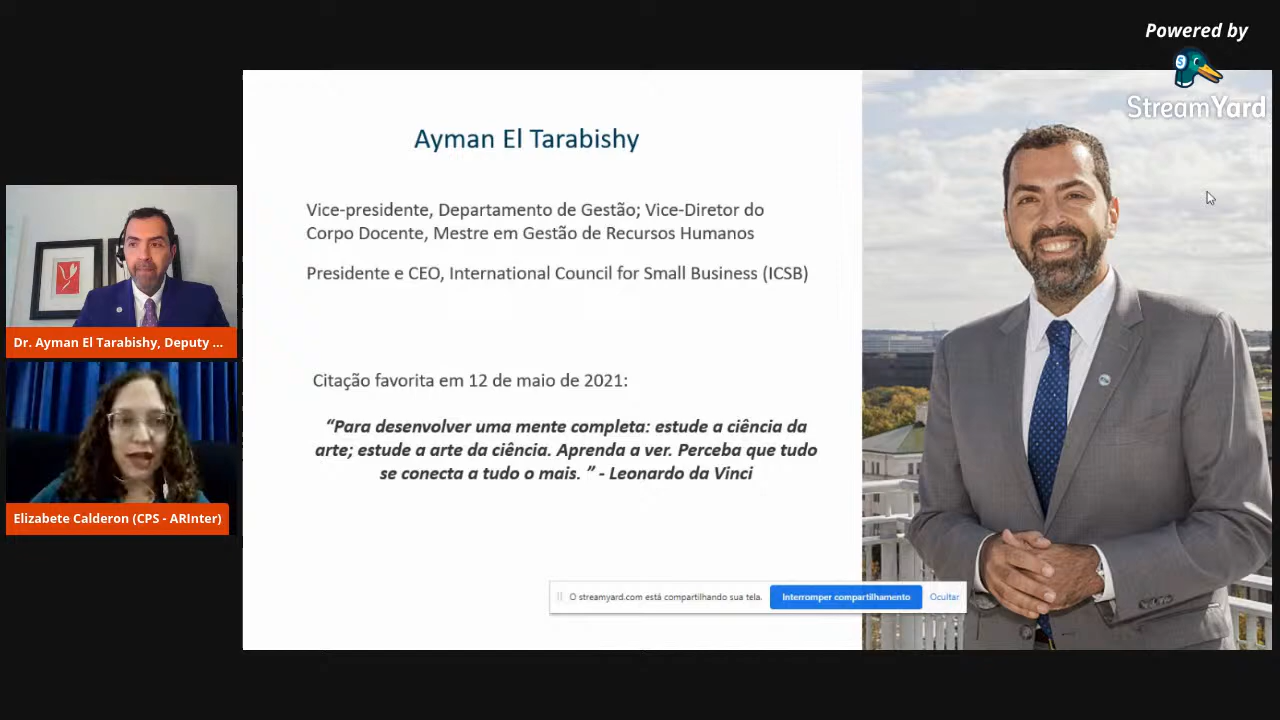 Powered by
StreamYard
Ayman El Tarabishy
Vice-presidente, Departamento de Gestão; Vice-Diretor do
Corpo Docente, Mestre em Gestão de Recursos Humanos
Presidente e CEO, International Council for Small Business (ICSB)
Citação favorita em 12 de maio de 2021:
“Para desenvolver uma mente completa: estude a ciência da
arte; estude a arte da ciência. Aprenda a ver. Perceba que tudo
se conecta a tudo o mais. ” - Leonardo da Vinci
O streamyard.com está compartilhando sua tela.
Interromper compartilhamento
Ocultar
Dr. Ayman El Tarabishy, Deputy ...
Elizabete Calderon (CPS - ARInter)